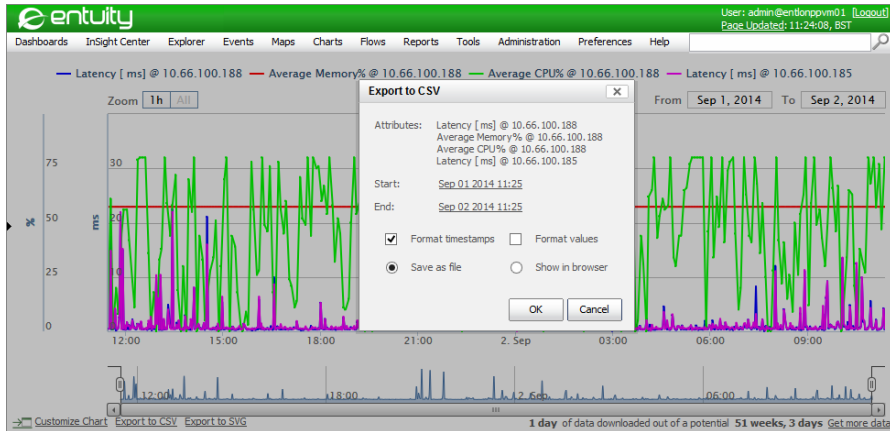 entuity
User: admin@entlonppvm01 [Logout]
Page Updated: 11:24:08, BST
Dashboards InSight Center Explorer Events Maps Charts Flows Reports Tools Administration Preferences Help
Latency [ ms] @ 10.66.100.188 Average Memory% @ 10.66.100.188 Average CPU% @ 10.66.100.188 Latency [ ms] @ 10.66.100.185
Zoom 1h All
From Sep 1, 2014 To Sep 2, 2014
Export to CSV
Attributes: Latency [ ms] @ 10.66.100.188
Average Memory% @ 10.66.100.188
Average CPU% @ 10.66.100.188
Latency [ ms] @ 10.66.100.185
Start: Sep 01 2014 11:25
End: Sep 02 2014 11:25
Format timestamps Format values
Save as file Show in browser
OK Cancel
75 30
% 50 ms 20
25 10
0 0
12:00 15:00 18:00 21:00 2. Sep 03:00 06:00 09:00
12:00 18:00 2. Sep 06:00
Customize Chart Export to CSV Export to SVG
1 day of data downloaded out of a potential 51 weeks, 3 days Get more data